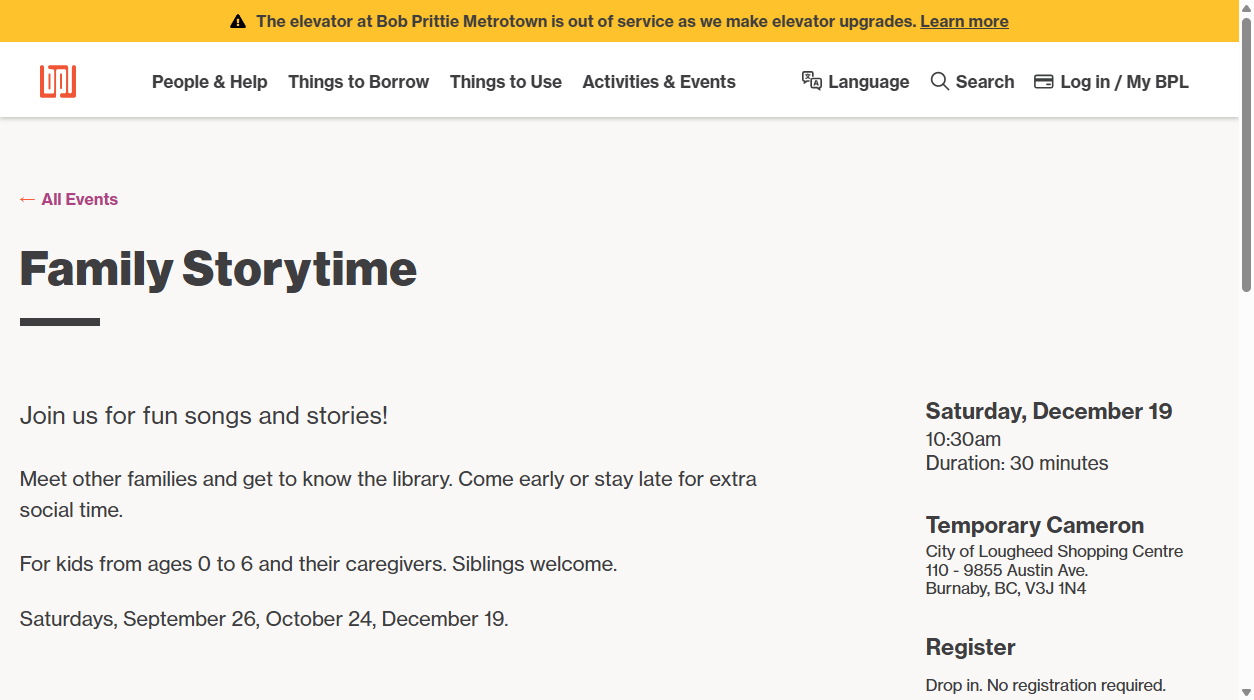 The elevator at Bob Prittie Metrotown is out of service as we make elevator upgrades. Learn more
People & Help Things to Borrow Things to Use Activities & Events Language Search Log in / My BPL
← All Events
Family Storytime
Join us for fun songs and stories!
Meet other families and get to know the library. Come early or stay late for extra
social time.
For kids from ages 0 to 6 and their caregivers. Siblings welcome.
Saturdays, September 26, October 24, December 19.
Saturday, December 19
10:30am
Duration: 30 minutes
Temporary Cameron
City of Lougheed Shopping Centre
110 - 9855 Austin Ave.
Burnaby, BC, V3J 1N4
Register
Drop in. No registration required.